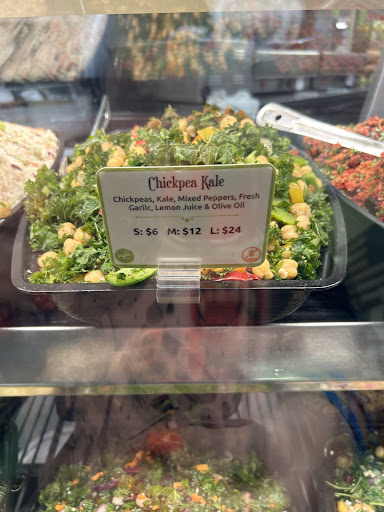 Chickpea Kale
Chickpeas, Kale, Mixed Peppers, Fresh
Garlic, Lemon Juice & Olive Oil
S: $6 M: $12 L: $24